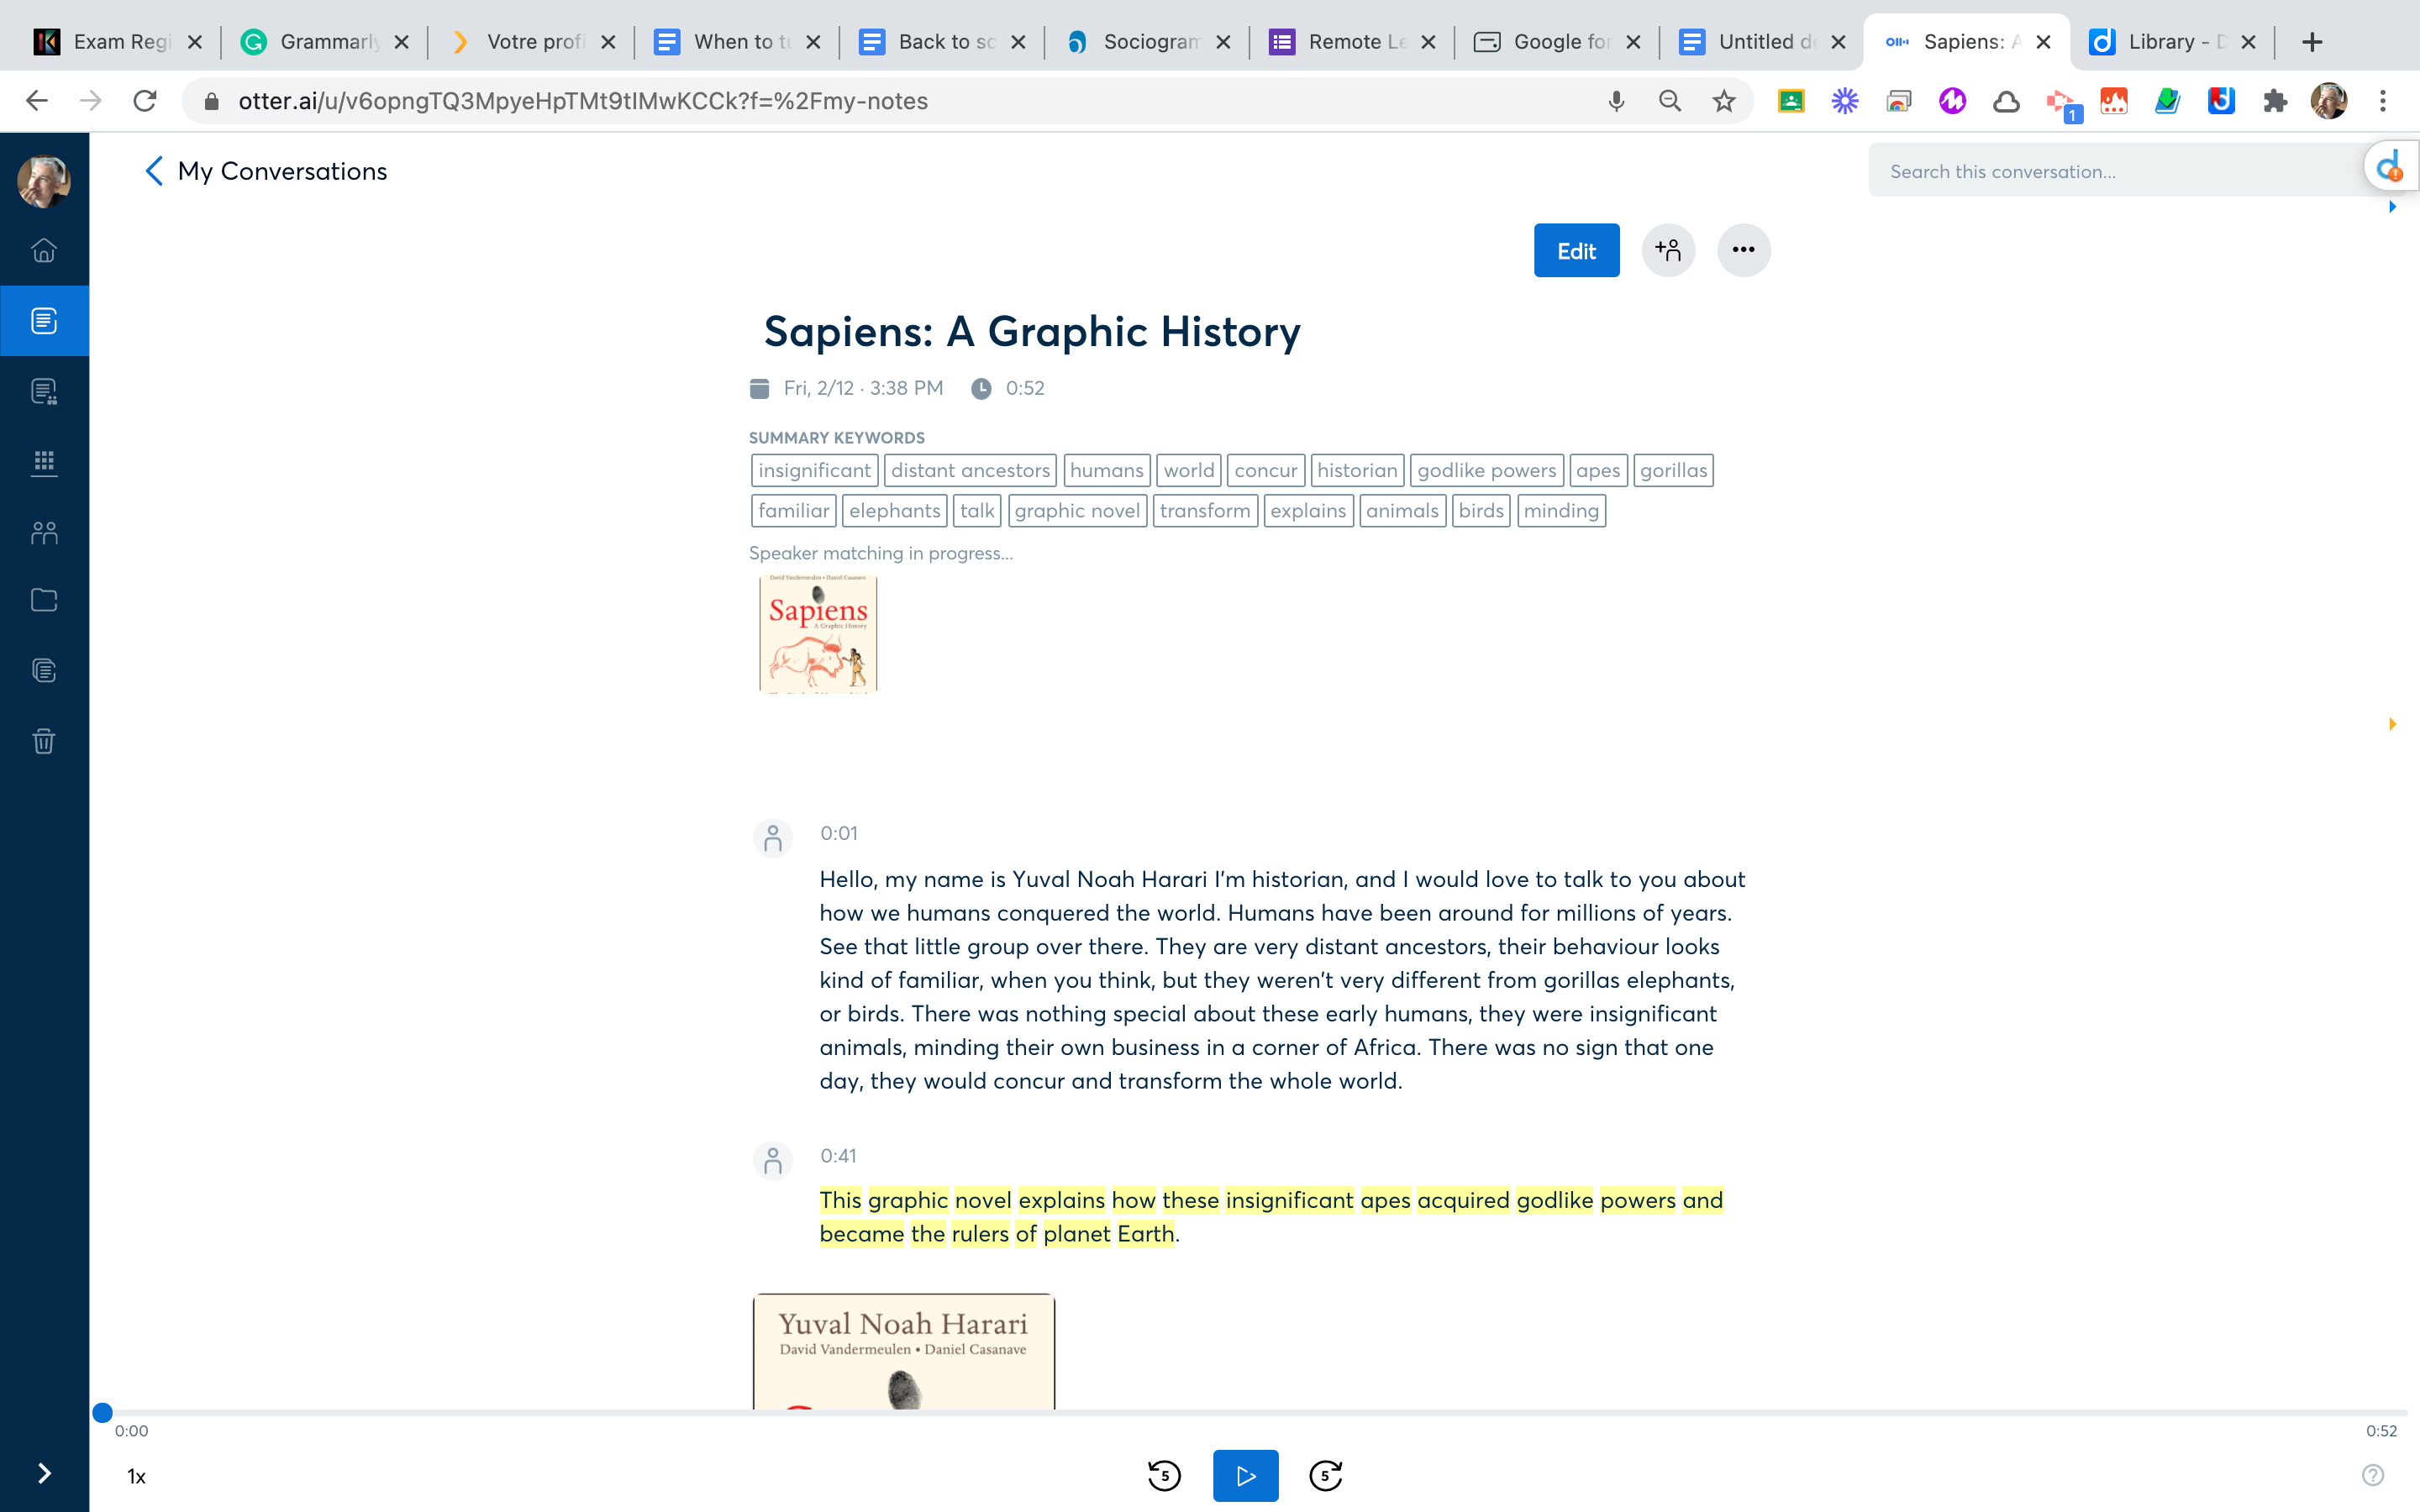 Exam Regi
Grammarly
Votre profi
When to tu
Back to sc
Sociogram
Remote Le
Google for
Untitled do
Sapiens: A
Library - D
otter.ai/u/v6opngTQ3MpyeHpTMt9tIMwKCCk?f=%2Fmy-notes
1
My Conversations
Search this conversation...
Edit
Sapiens: A Graphic History
Fri, 2/12 · 3:38 PM 0:52
SUMMARY KEYWORDS
insignificant distant ancestors humans world concur historian godlike powers apes gorillas
familiar elephants talk graphic novel transform explains animals birds minding
Speaker matching in progress...
David Vandermeulen • Daniel Casanave
Sapiens
A Graphic History
0:01
Hello, my name is Yuval Noah Harari I'm historian, and I would love to talk to you about
how we humans conquered the world. Humans have been around for millions of years.
See that little group over there. They are very distant ancestors, their behaviour looks
kind of familiar, when you think, but they weren't very different from gorillas elephants,
or birds. There was nothing special about these early humans, they were insignificant
animals, minding their own business in a corner of Africa. There was no sign that one
day, they would concur and transform the whole world.
0:41
This graphic novel explains how these insignificant apes acquired godlike powers and
became the rulers of planet Earth.
Yuval Noah Harari
David Vandermeulen • Daniel Casanave
0:00
0:52
1x
5
5